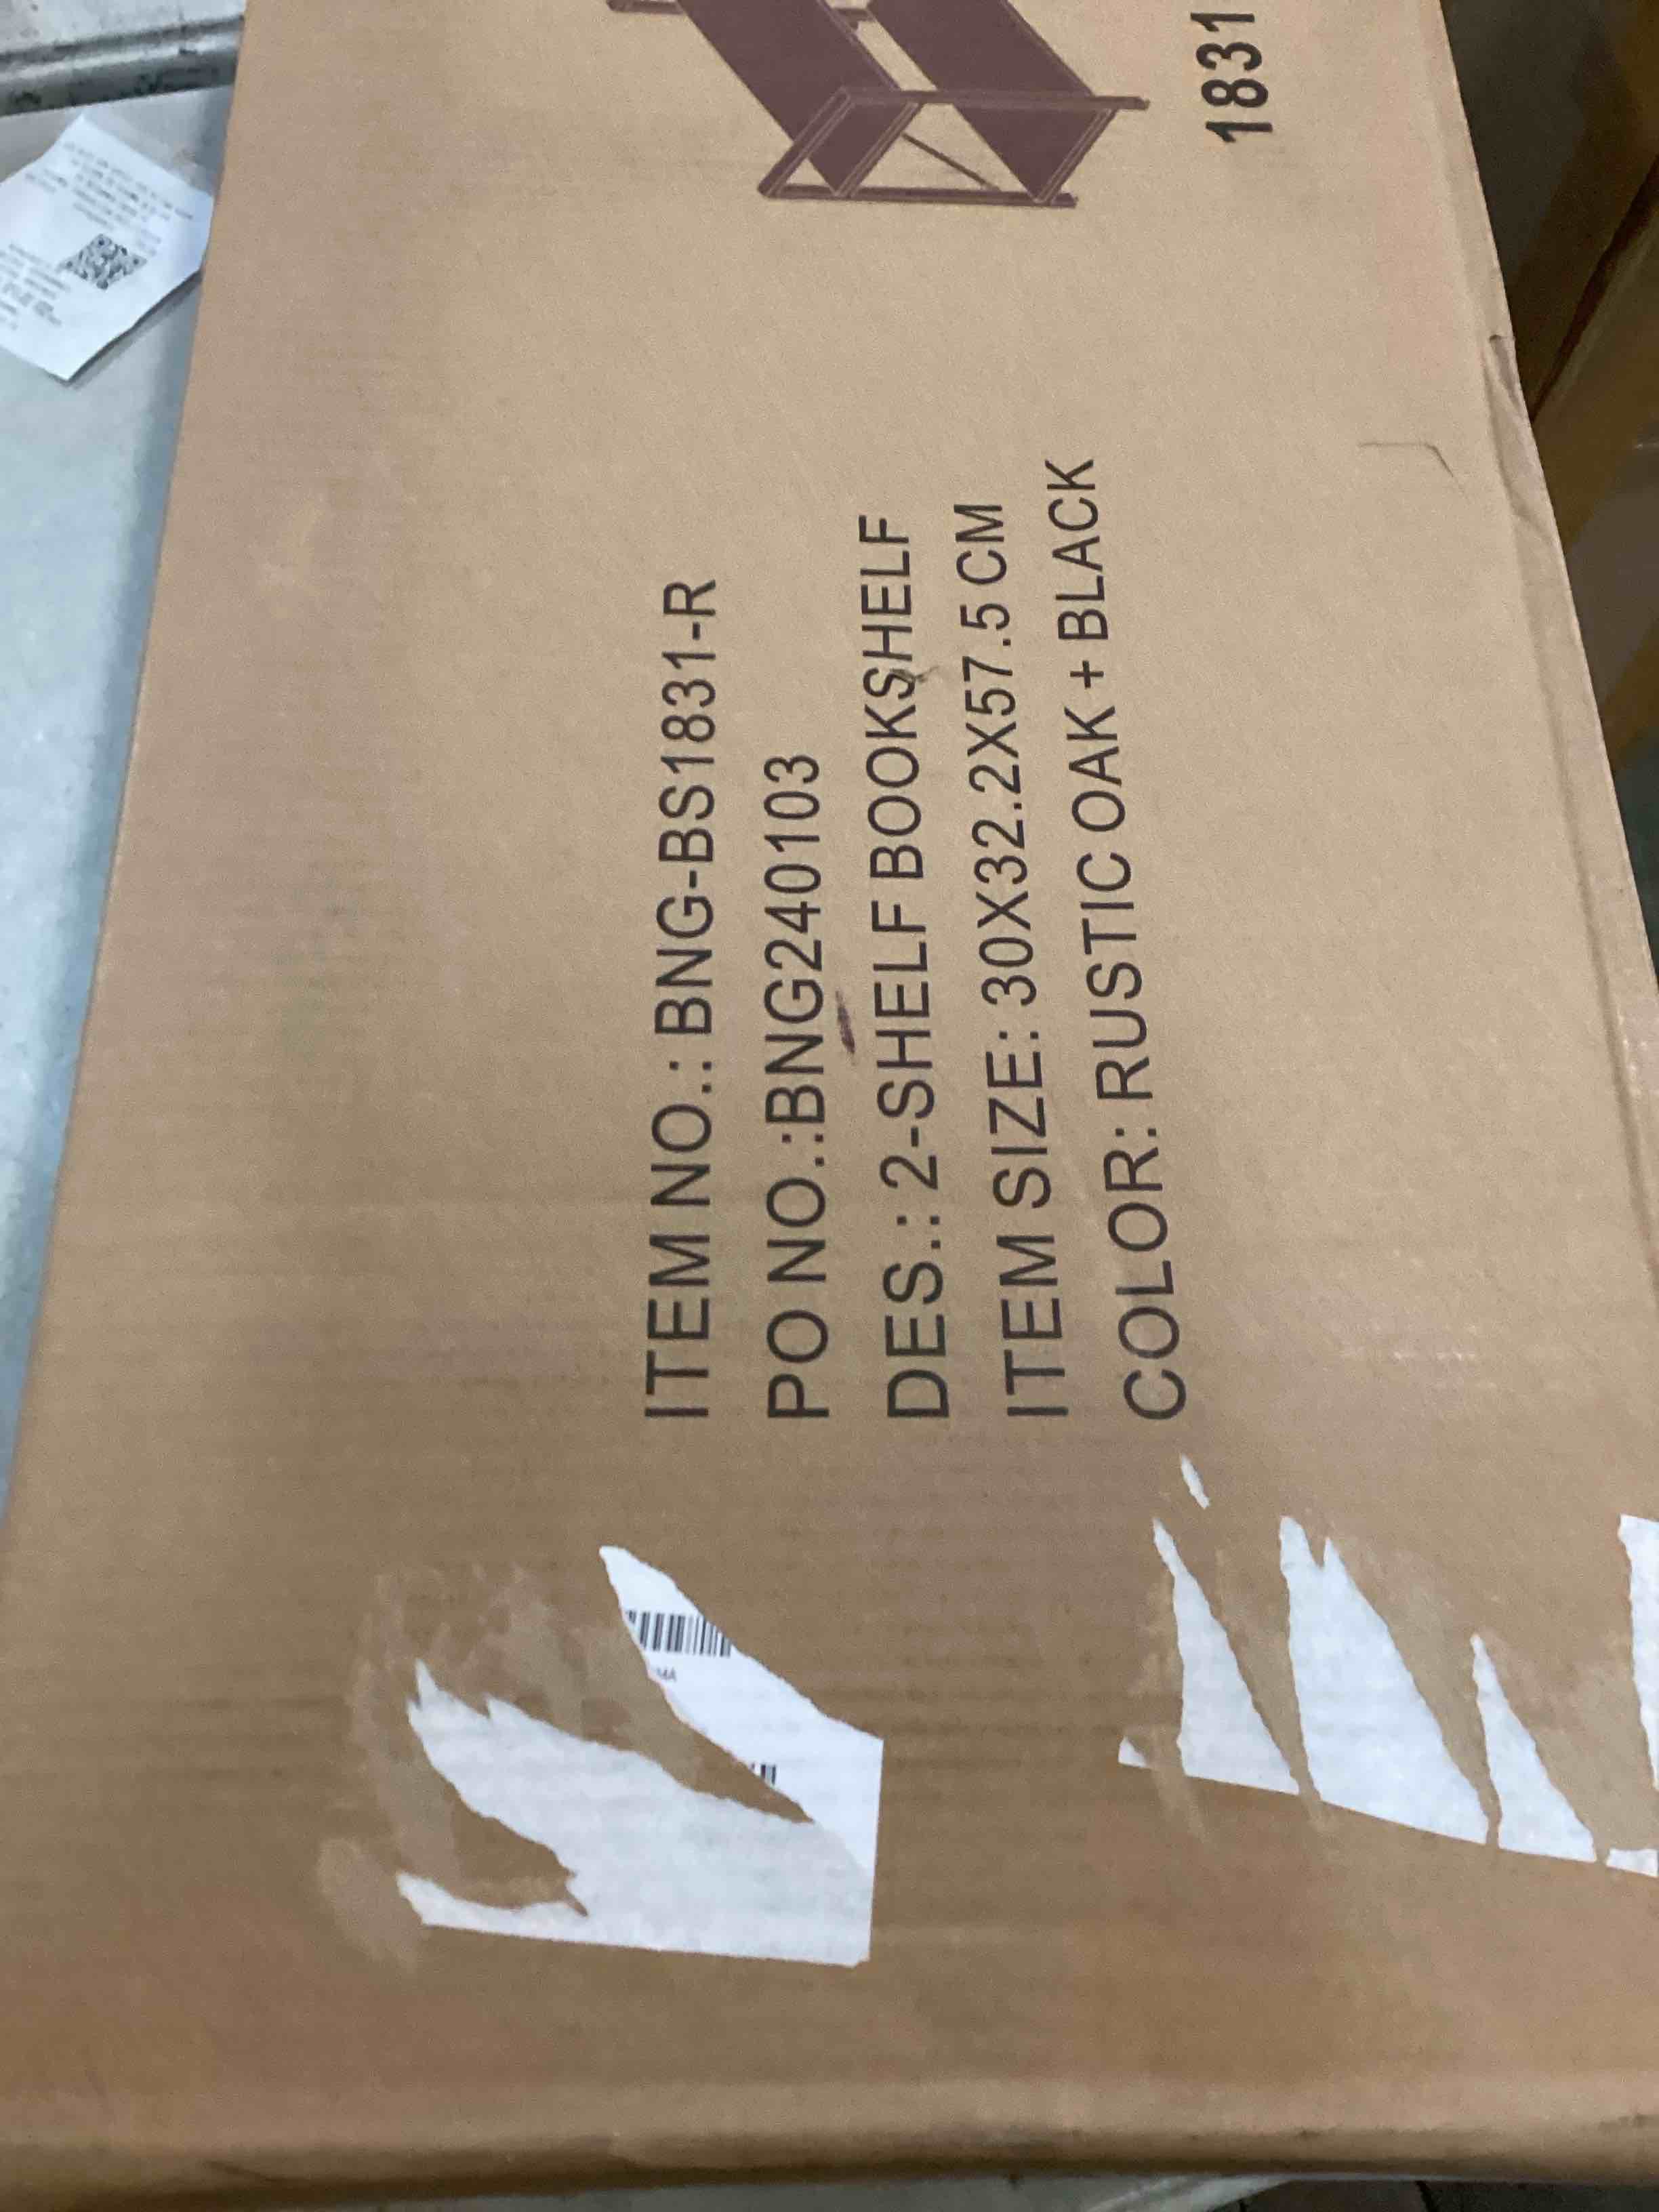 ITEM NO.: BNG-BS1831-R
PO NO.:BNG240103
DES.: 2-SHELF BOOKSHELF
ITEM SIZE: 30X32.2X57.5 CM
COLOR: RUSTIC OAK + BLACK
1831